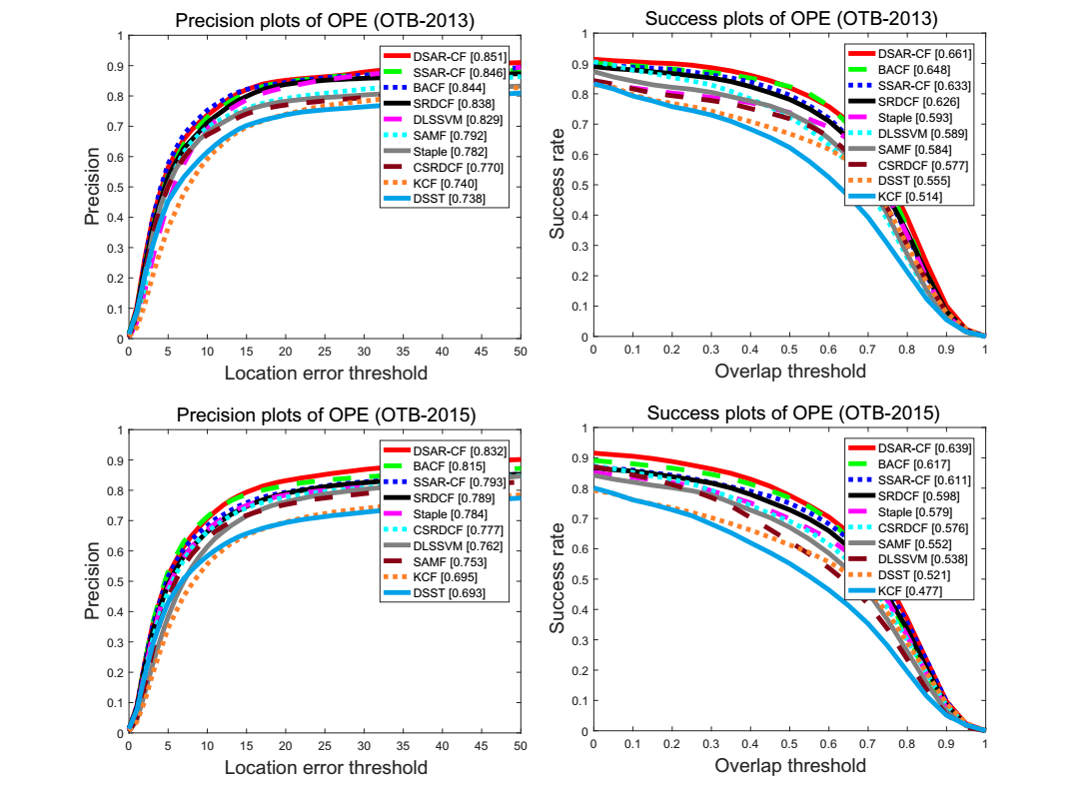 Precision plots of OPE (OTB-2013)
Precision
1
0.9
0.8
0.7
0.6
0.5
0.4
0.3
0.2
0.1
0
0 5 10 15 20 25 30 35 40 45 50
Location error threshold
DSAR-CF [0.851]
SSAR-CF [0.846]
BACF [0.844]
SRDCF [0.838]
DLSSVM [0.829]
SAMF [0.792]
Staple [0.782]
CSRDCF [0.770]
KCF [0.740]
DSST [0.738]
Success plots of OPE (OTB-2013)
Success rate
1
0.9
0.8
0.7
0.6
0.5
0.4
0.3
0.2
0.1
0
0 0.1 0.2 0.3 0.4 0.5 0.6 0.7 0.8 0.9 1
Overlap threshold
DSAR-CF [0.661]
BACF [0.648]
SSAR-CF [0.633]
SRDCF [0.626]
Staple [0.593]
DLSSVM [0.589]
SAMF [0.584]
CSRDCF [0.577]
DSST [0.555]
KCF [0.514]
Precision plots of OPE (OTB-2015)
Precision
1
0.9
0.8
0.7
0.6
0.5
0.4
0.3
0.2
0.1
0
0 5 10 15 20 25 30 35 40 45 50
Location error threshold
DSAR-CF [0.832]
BACF [0.815]
SSAR-CF [0.793]
SRDCF [0.789]
Staple [0.784]
CSRDCF [0.777]
DLSSVM [0.762]
SAMF [0.753]
KCF [0.695]
DSST [0.693]
Success plots of OPE (OTB-2015)
Success rate
1
0.9
0.8
0.7
0.6
0.5
0.4
0.3
0.2
0.1
0
0 0.1 0.2 0.3 0.4 0.5 0.6 0.7 0.8 0.9 1
Overlap threshold
DSAR-CF [0.639]
BACF [0.617]
SSAR-CF [0.611]
SRDCF [0.598]
Staple [0.579]
CSRDCF [0.576]
SAMF [0.552]
DLSSVM [0.538]
DSST [0.521]
KCF [0.477]